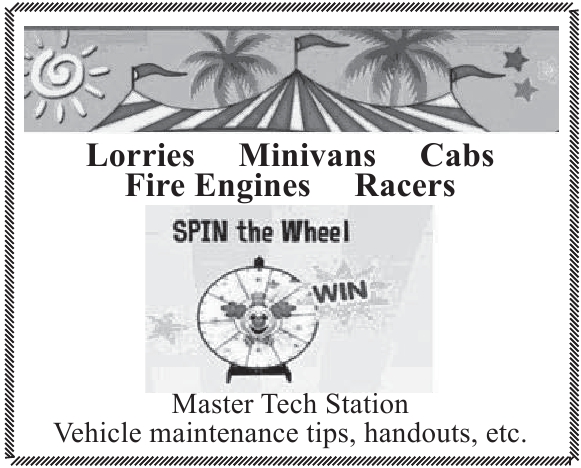 Lorries Minivans Cabs
Fire Engines Racers
SPIN the Wheel
WIN
Master Tech Station
Vehicle maintenance tips, handouts, etc.